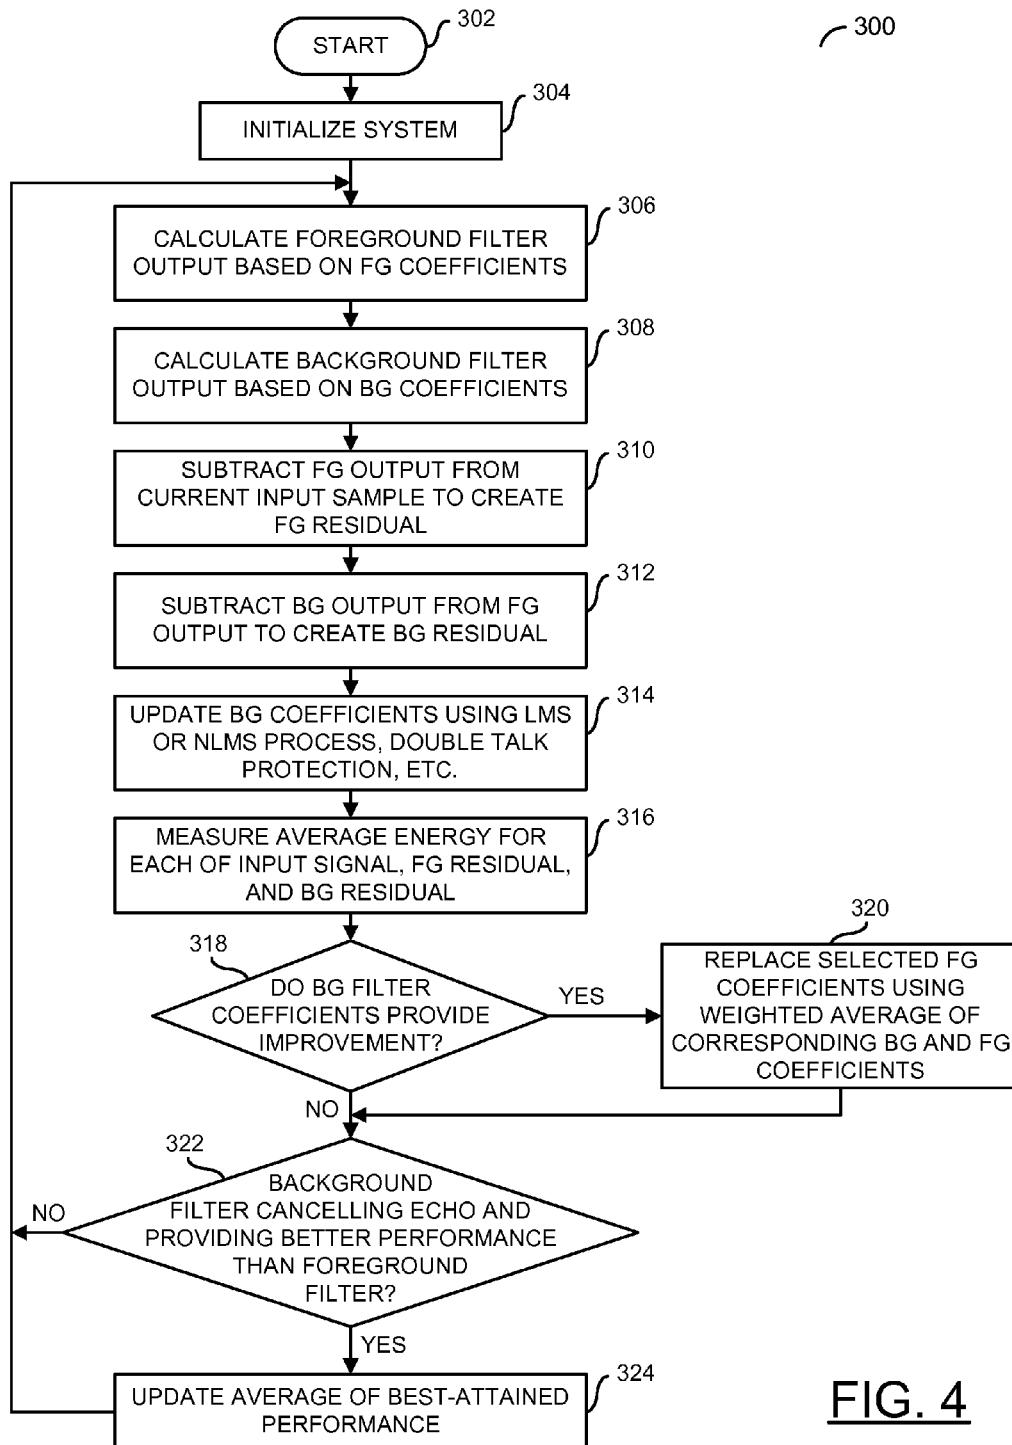 START
302
300
INITIALIZE SYSTEM
304
CALCULATE FOREGROUND FILTER
OUTPUT BASED ON FG COEFFICIENTS
306
CALCULATE BACKGROUND FILTER
OUTPUT BASED ON BG COEFFICIENTS
308
SUBTRACT FG OUTPUT FROM
CURRENT INPUT SAMPLE TO CREATE
FG RESIDUAL
310
SUBTRACT BG OUTPUT FROM FG
OUTPUT TO CREATE BG RESIDUAL
312
UPDATE BG COEFFICIENTS USING LMS
OR NLMS PROCESS, DOUBLE TALK
PROTECTION, ETC.
314
MEASURE AVERAGE ENERGY FOR
EACH OF INPUT SIGNAL, FG RESIDUAL,
AND BG RESIDUAL
316
318
DO BG FILTER
COEFFICIENTS PROVIDE
IMPROVEMENT?
YES
320
REPLACE SELECTED FG
COEFFICIENTS USING
WEIGHTED AVERAGE OF
CORRESPONDING BG AND FG
COEFFICIENTS
NO
322
BACKGROUND
FILTER CANCELLING ECHO AND
PROVIDING BETTER PERFORMANCE
THAN FOREGROUND
FILTER?
NO
YES
UPDATE AVERAGE OF BEST-ATTAINED
PERFORMANCE
324
FIG. 4